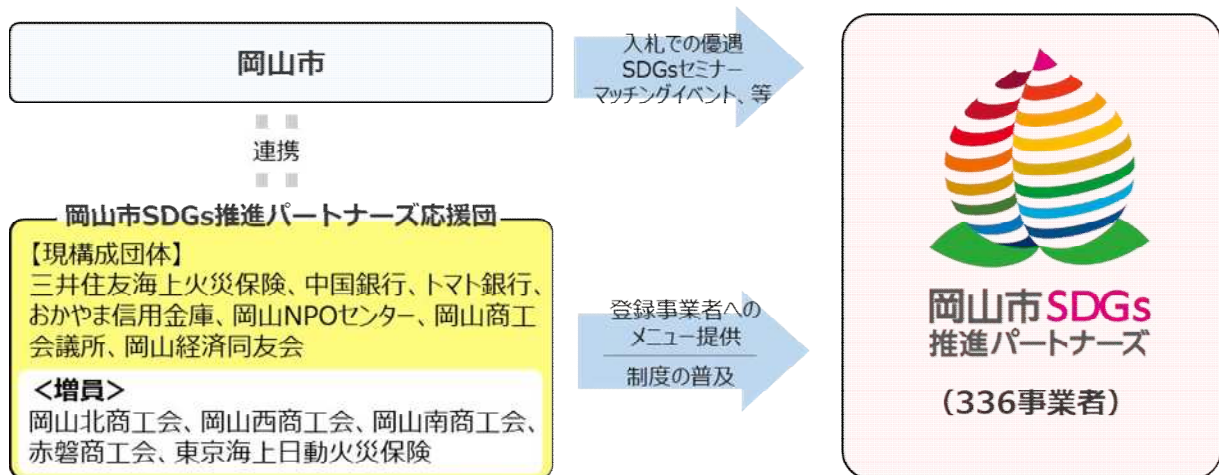 岡山市
入札での優遇
SDGsセミナー
マッチングイベント、等
連携
岡山市SDGs推進パートナーズ応援団
【現構成団体】
三井住友海上火災保険、中国銀行、トマト銀行、
おかやま信用金庫、岡山NPOセンター、岡山商工
会議所、岡山経済同友会
<増員>
岡山北商工会、岡山西商工会、岡山南商工会、
赤磐商工会、東京海上日動火災保険
登録事業者への
メニュー提供
制度の普及
岡山市SDGs
推進パートナーズ
(336事業者)